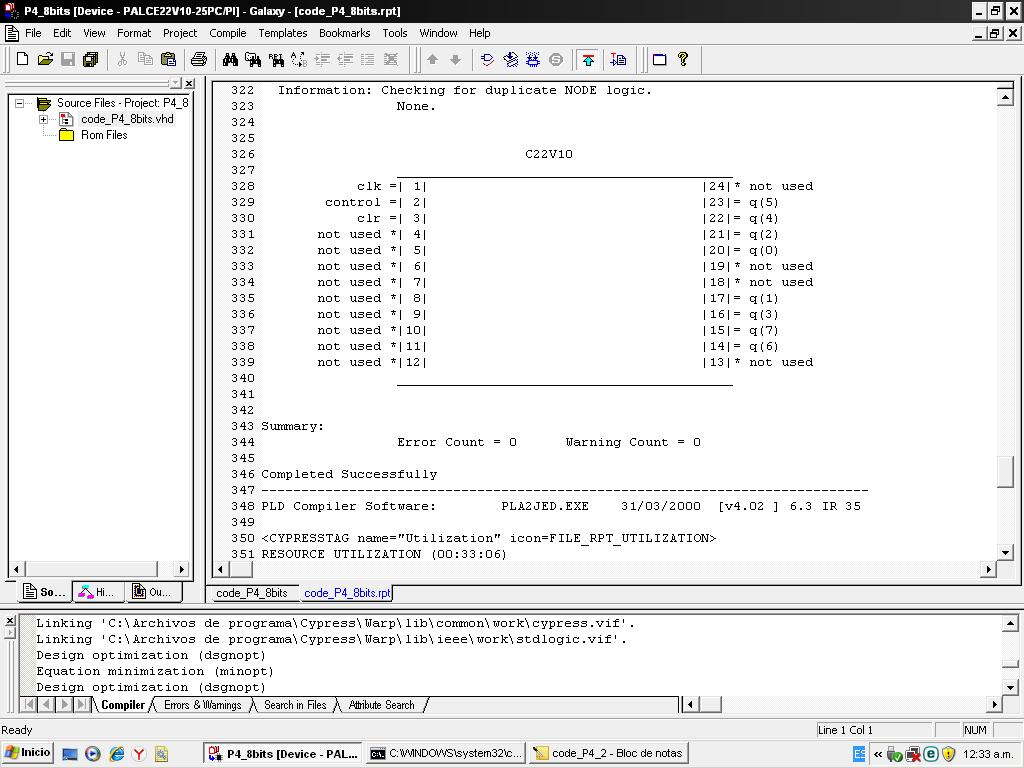 P4_8bits [Device - PALCE22V10-25PC/PI] - Galaxy - [code_P4_8bits.rpt]
File Edit View Format Project Compile Templates Bookmarks Tools Window Help
Source Files - Project: P4_8
code_P4_8bits.vhd
Rom Files
So... Hi... Ou...
322 Information: Checking for duplicate NODE logic.
323 None.
324
325
326 C22V10
327 __________________________________________
328 clk =| 1| |24|* not used
329 control =| 2| |23|= q(5)
330 clr =| 3| |22|= q(4)
331 not used *| 4| |21|= q(2)
332 not used *| 5| |20|= q(0)
333 not used *| 6| |19|* not used
334 not used *| 7| |18|* not used
335 not used *| 8| |17|= q(1)
336 not used *| 9| |16|= q(3)
337 not used *|10| |15|= q(7)
338 not used *|11| |14|= q(6)
339 not used *|12| |13|* not used
340 __________________________________________
341
342
343 Summary:
344 Error Count = 0 Warning Count = 0
345
346 Completed Successfully
347 ----------------------------------------------------------------------------
348 PLD Compiler Software: PLA2JED.EXE 31/03/2000 [v4.02 ] 6.3 IR 35
349
350 <CYPRESSTAG name="Utilization" icon=FILE_RPT_UTILIZATION>
351 RESOURCE UTILIZATION (00:33:06)
code_P4_8bits code_P4_8bits.rpt
Linking 'C:\Archivos de programa\Cypress\Warp\lib\common\work\cypress.vif'.
Linking 'C:\Archivos de programa\Cypress\Warp\lib\ieee\work\stdlogic.vif'.
Design optimization (dsgnopt)
Equation minimization (minopt)
Design optimization (dsgnopt)
Compiler Errors & Warnings Search in Files Attribute Search
Ready Line 1 Col 1 NUM
Inicio P4_8bits [Device - PAL... C:\WINDOWS\system32\c... code_P4_2 - Bloc de notas ES « 12:33 a.m.